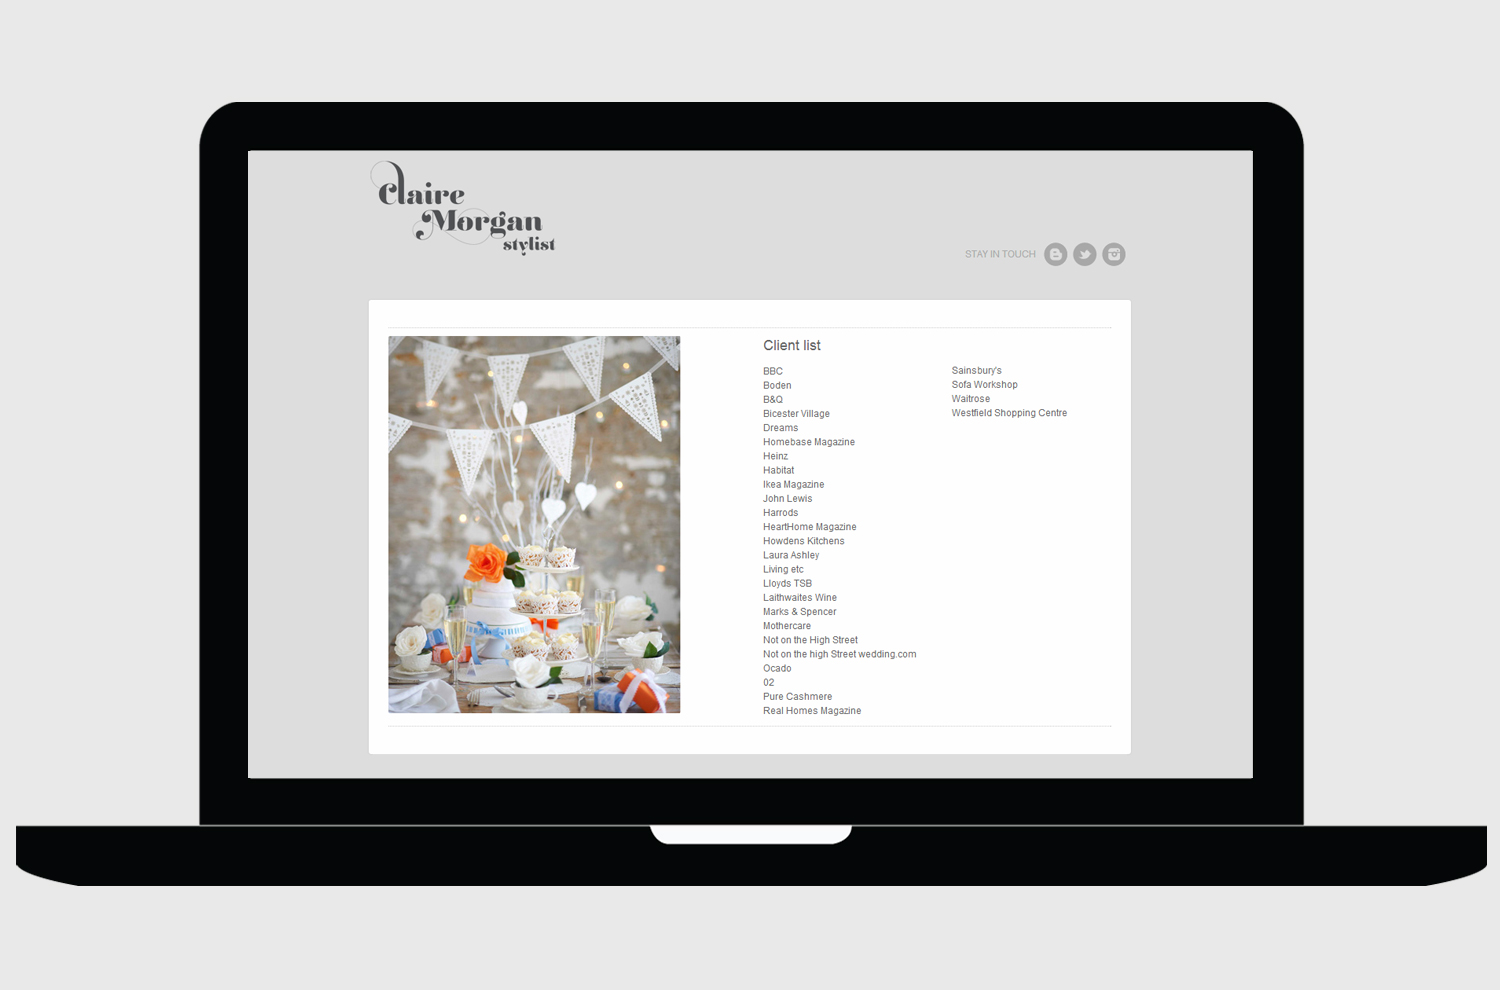 Claire
Morgan
stylist
STAY IN TOUCH
Client list
BBC
Boden
B&Q
Bicester Village
Dreams
Homebase Magazine
Heinz
Habitat
Ikea Magazine
John Lewis
Harrods
HeartHome Magazine
Howdens Kitchens
Laura Ashley
Living etc
Lloyds TSB
Laithwaites Wine
Marks & Spencer
Mothercare
Not on the High Street
Not on the high Street wedding.com
Ocado
02
Pure Cashmere
Real Homes Magazine
Sainsbury's
Sofa Workshop
Waitrose
Westfield Shopping Centre